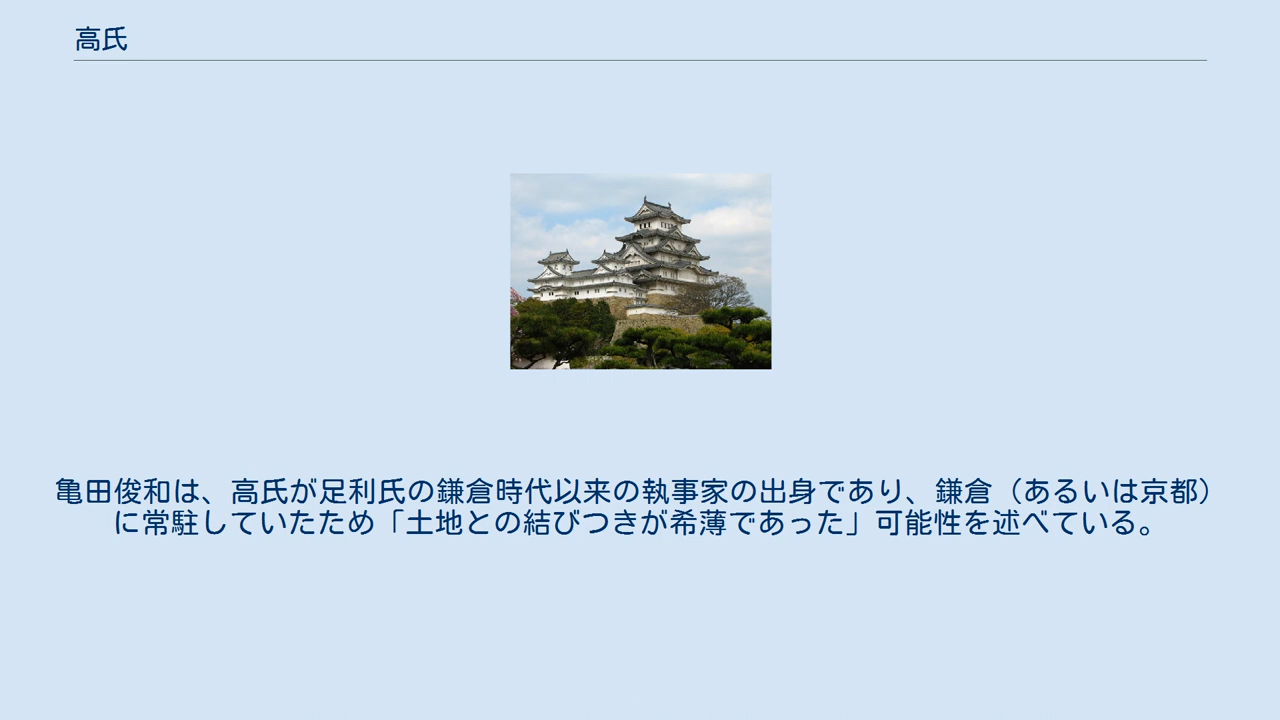 高氏
亀田俊和は、高氏が足利氏の鎌倉時代以来の執事家の出身であり、鎌倉（あるいは京都）
に常駐していたため「土地との結びつきが希薄であった」可能性を述べている。